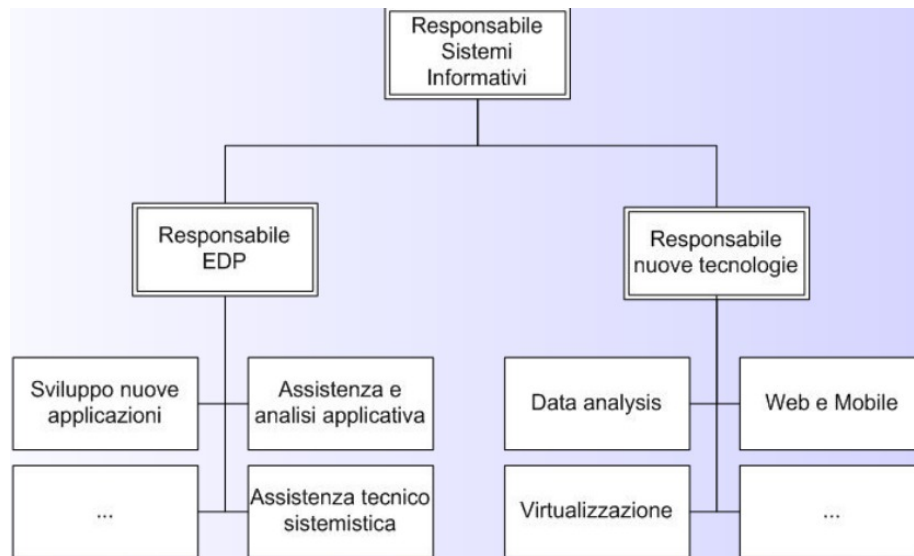 Responsabile
Sistemi
Informativi
Responsabile
EDP
Responsabile
nuove tecnologie
Sviluppo nuove
applicazioni
Assistenza e
analisi applicativa
Data analysis
Web e Mobile
...
Assistenza tecnico
sistemistica
Virtualizzazione
...